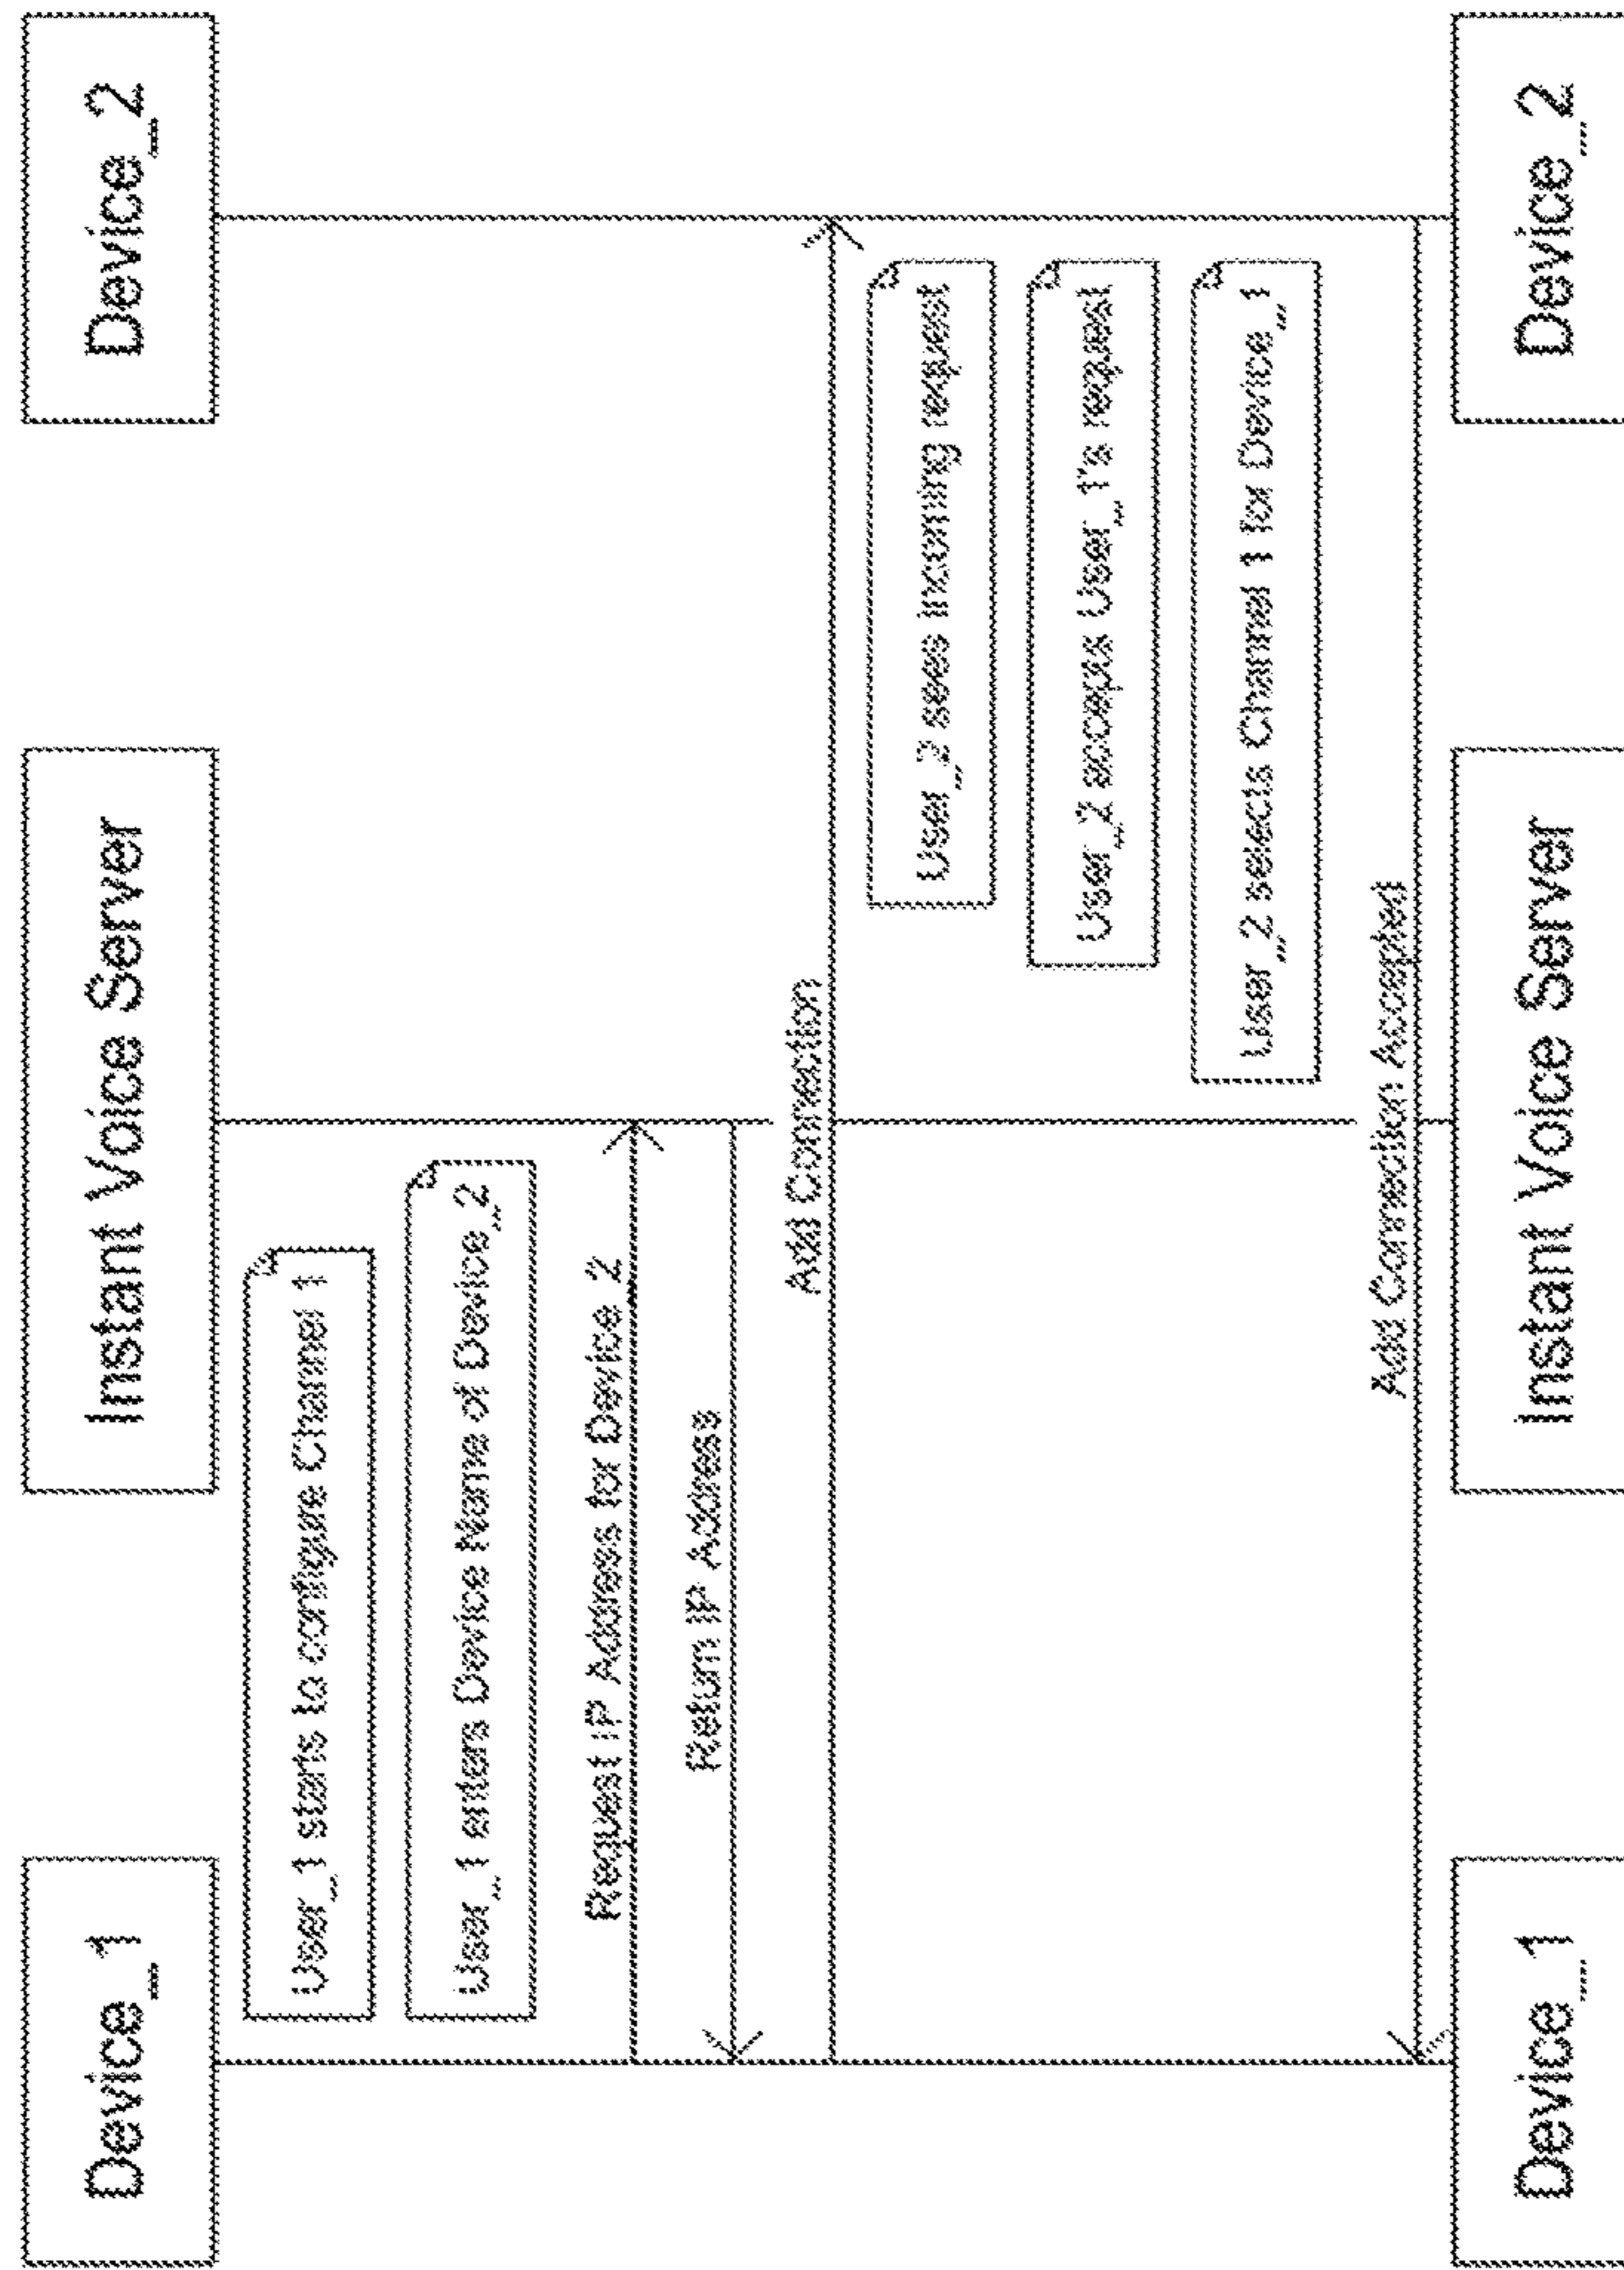 Device_1
Instant Voice Server
Device_2
User_1 starts to configure Channel 1
User_1 enters Device Name of Device_2
Request IP Address for Device_2
Return IP Address
Add Connection
User_2 sees incoming request
User_2 accepts User_1's request
User_2 selects Channel 1 for Device_1
Add Connection Accepted
Device_1
Instant Voice Server
Device_2